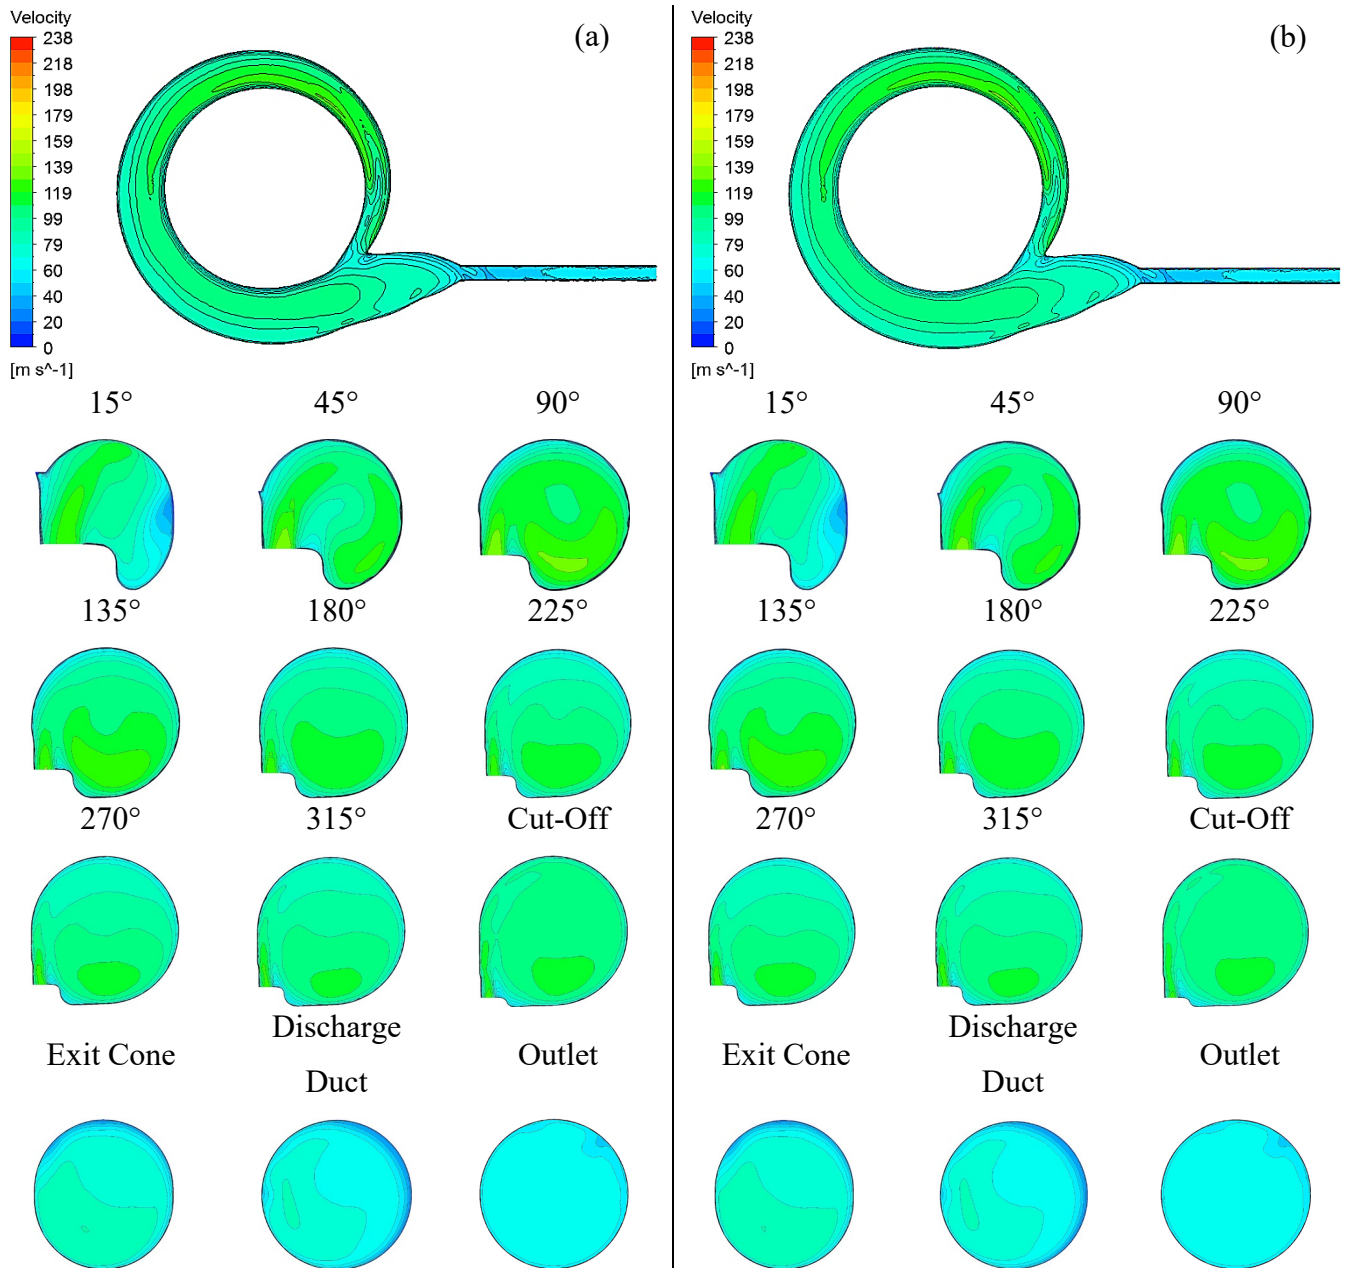 Velocity
(a)
238
218
198
179
159
139
119
99
79
60
40
20
0
[m s^-1]
15° 45° 90°
135° 180° 225°
270° 315° Cut-Off
Discharge
Exit Cone Outlet
Duct
Velocity
(b)
238
218
198
179
159
139
119
99
79
60
40
20
0
[m s^-1]
15° 45° 90°
135° 180° 225°
270° 315° Cut-Off
Discharge
Exit Cone Outlet
Duct